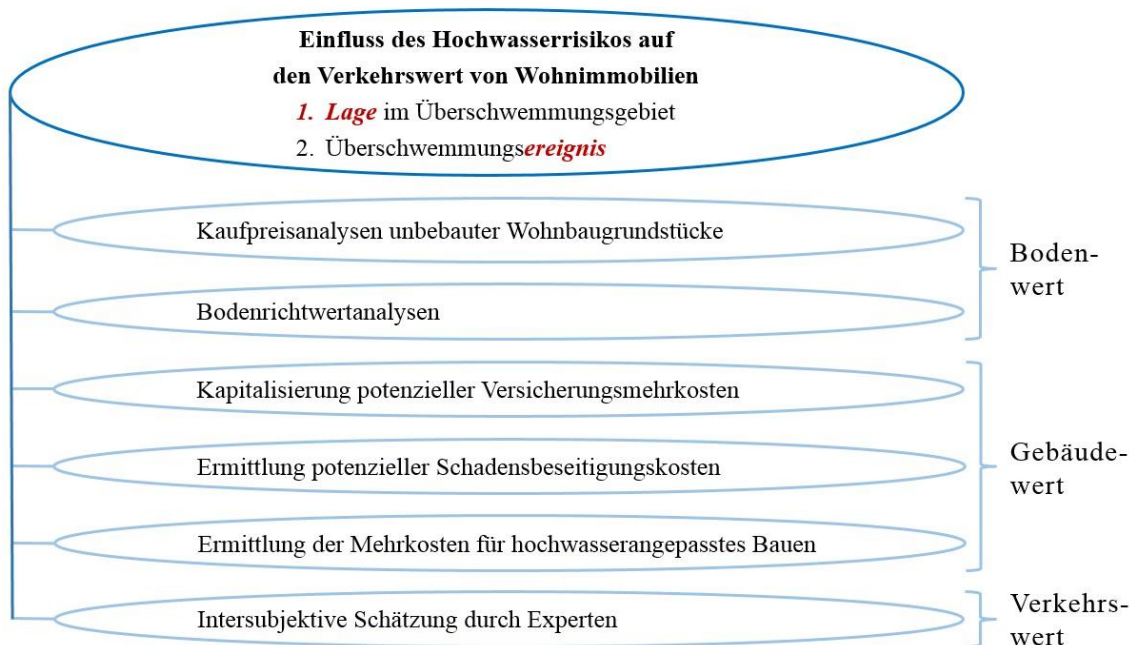 Einfluss des Hochwasserrisikos auf
den Verkehrswert von Wohnimmobilien
1. Lage im Überschwemmungsgebiet
2. Überschwemmungsereignis
Kaufpreisanalysen unbebauter Wohnbaugrundstücke
Bodenrichtwertanalysen
Boden-
wert
Kapitalisierung potenzieller Versicherungsmehrkosten
Ermittlung potenzieller Schadensbeseitigungskosten
Ermittlung der Mehrkosten für hochwasserangepasstes Bauen
Gebäude-
wert
Intersubjektive Schätzung durch Experten
Verkehrs-
wert